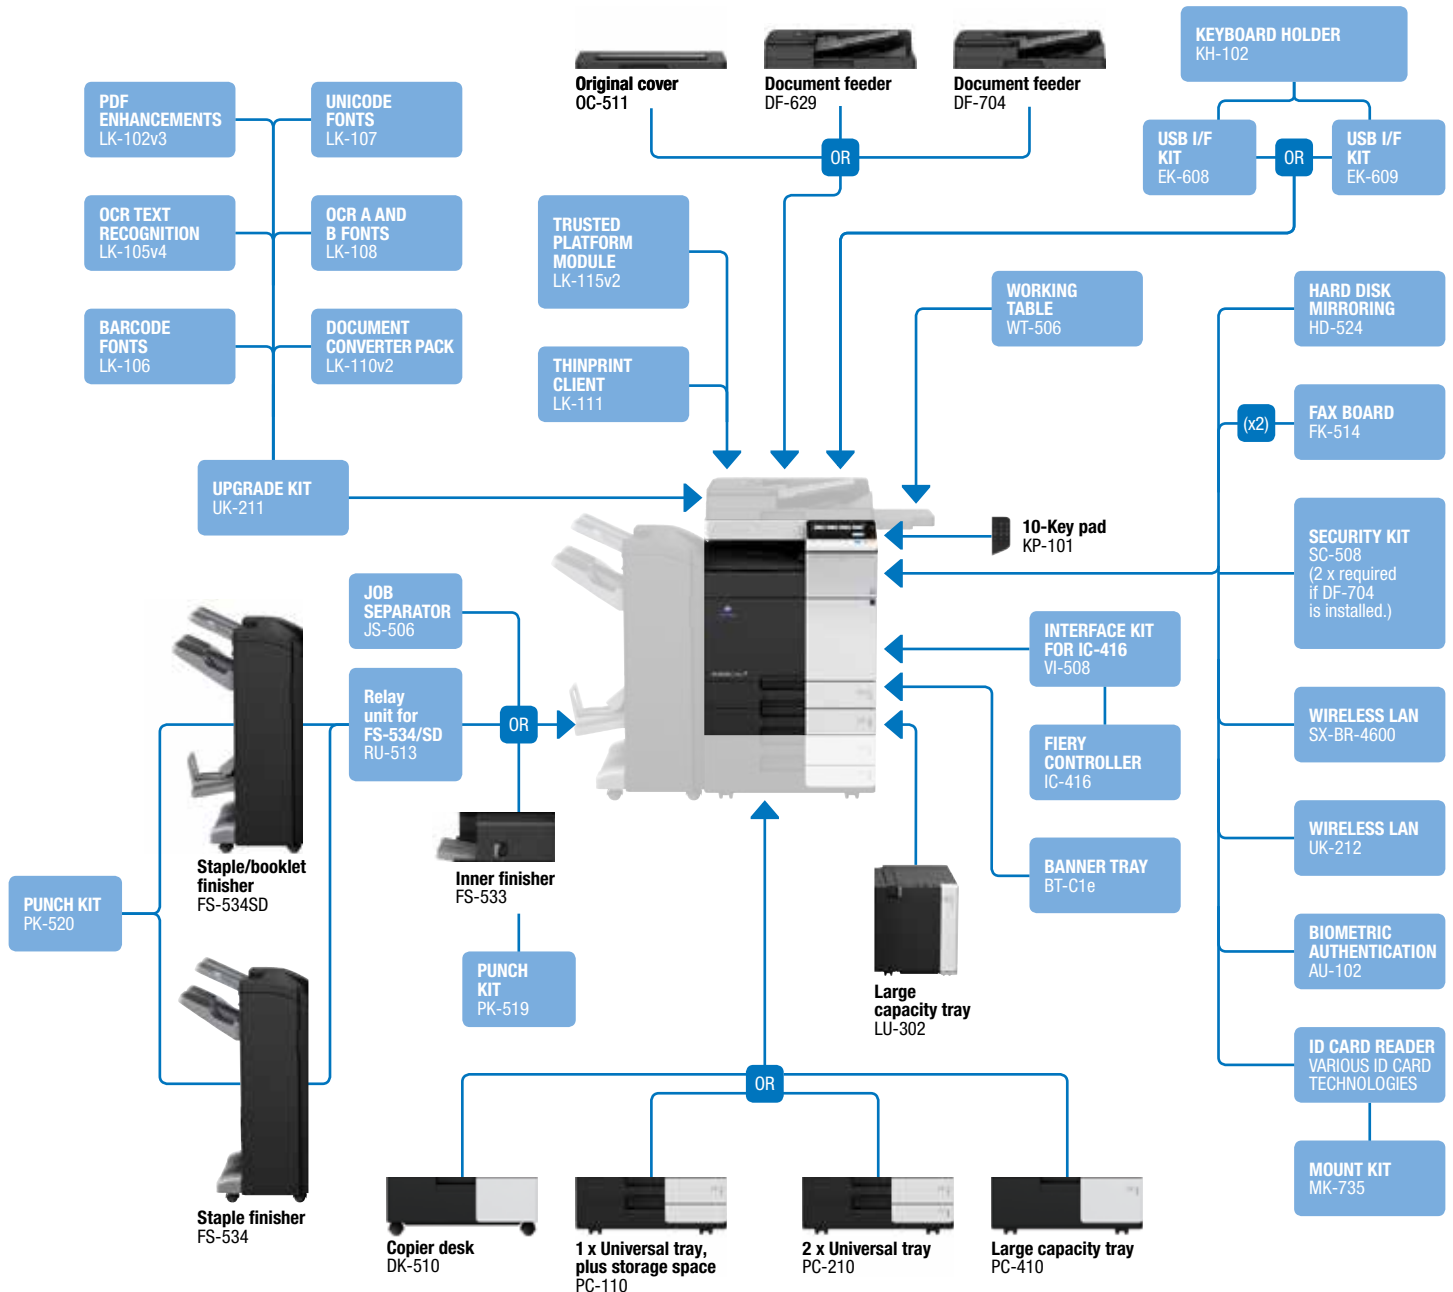 KEYBOARD HOLDER
KH-102
Original cover
OC-511
Document feeder
DF-629
Document feeder
DF-704
PDF
ENHANCEMENTS
LK-102v3
UNICODE
FONTS
LK-107
OR
USB I/F
KIT
EK-608
OR
USB I/F
KIT
EK-609
OCR TEXT
RECOGNITION
LK-105v4
OCR A AND
B FONTS
LK-108
TRUSTED
PLATFORM
MODULE
LK-115v2
WORKING
TABLE
WT-506
HARD DISK
MIRRORING
HD-524
BARCODE
FONTS
LK-106
DOCUMENT
CONVERTER PACK
LK-110v2
THINPRINT
CLIENT
LK-111
(x2)
FAX BOARD
FK-514
UPGRADE KIT
UK-211
10-Key pad
KP-101
SECURITY KIT
SC-508
(2 x required
if DF-704
is installed.)
JOB
SEPARATOR
JS-506
INTERFACE KIT
FOR IC-416
VI-508
Relay
unit for
FS-534/SD
RU-513
OR
WIRELESS LAN
SX-BR-4600
FIERY
CONTROLLER
IC-416
WIRELESS LAN
UK-212
Staple/booklet
finisher
FS-534SD
Inner finisher
FS-533
BANNER TRAY
BT-C1e
PUNCH KIT
PK-520
BIOMETRIC
AUTHENTICATION
AU-102
PUNCH
KIT
PK-519
Large
capacity tray
LU-302
ID CARD READER
VARIOUS ID CARD
TECHNOLOGIES
OR
MOUNT KIT
MK-735
Staple finisher
FS-534
Copier desk
DK-510
1 x Universal tray,
plus storage space
PC-110
2 x Universal tray
PC-210
Large capacity tray
PC-410